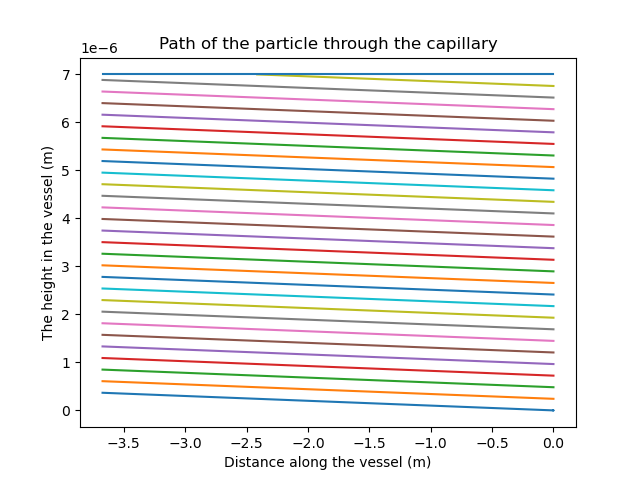 Path of the particle through the capillary
1e−6
7
6
5
4
3
2
1
0
The height in the vessel (m)
−3.5 −3.0 −2.5 −2.0 −1.5 −1.0 −0.5 0.0
Distance along the vessel (m)